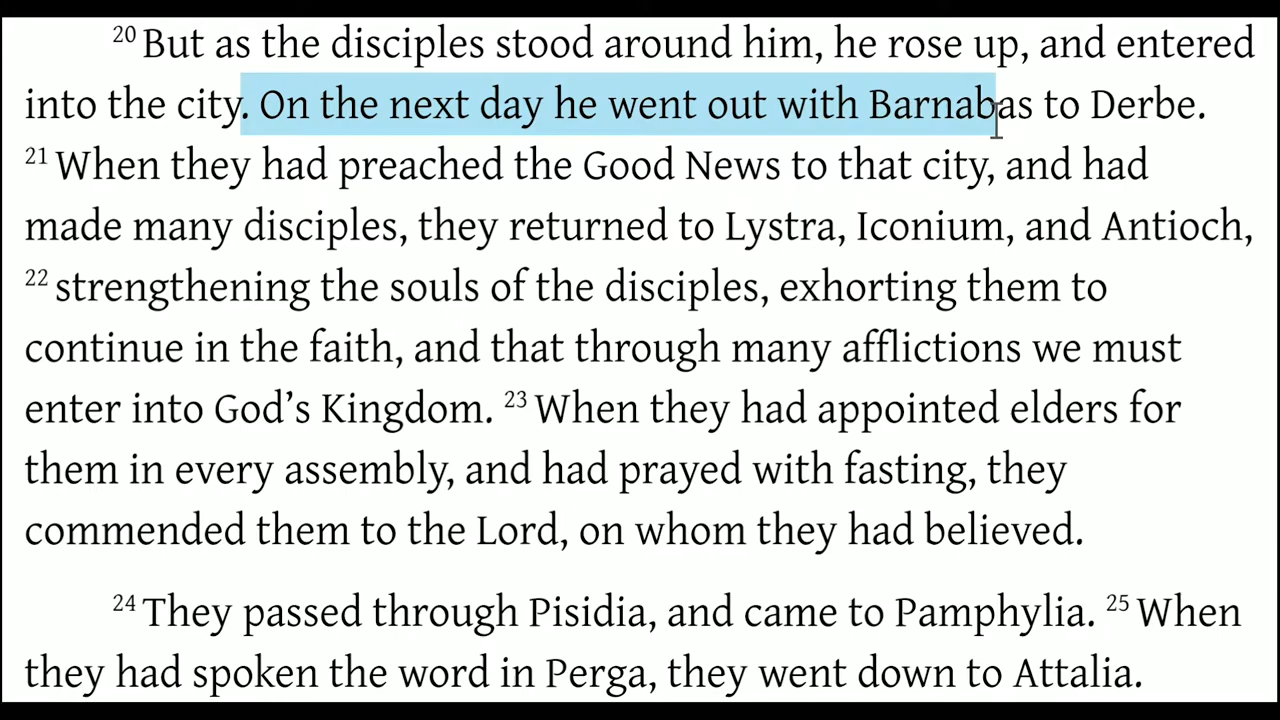 20 But as the disciples stood around him, he rose up, and entered
into the city. On the next day he went out with Barnabas to Derbe.
21 When they had preached the Good News to that city, and had
made many disciples, they returned to Lystra, Iconium, and Antioch,
22 strengthening the souls of the disciples, exhorting them to
continue in the faith, and that through many afflictions we must
enter into God’s Kingdom. 23 When they had appointed elders for
them in every assembly, and had prayed with fasting, they
commended them to the Lord, on whom they had believed.
24 They passed through Pisidia, and came to Pamphylia. 25 When
they had spoken the word in Perga, they went down to Attalia.